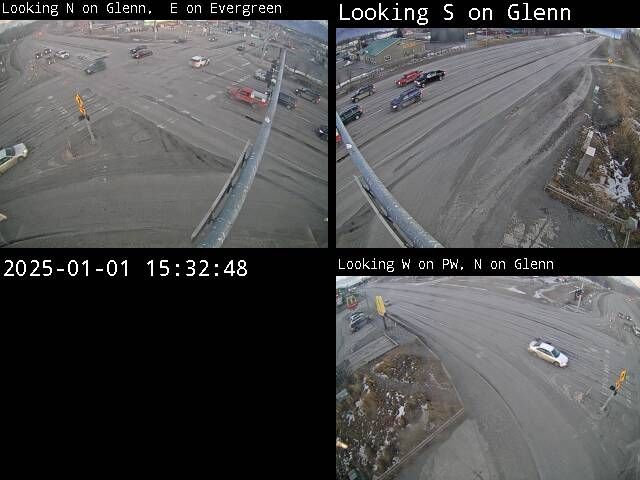 Looking N on Glenn,  E on Evergreen
Looking S on Glenn
2025-01-01 15:32:48
Looking W on PW, N on Glenn